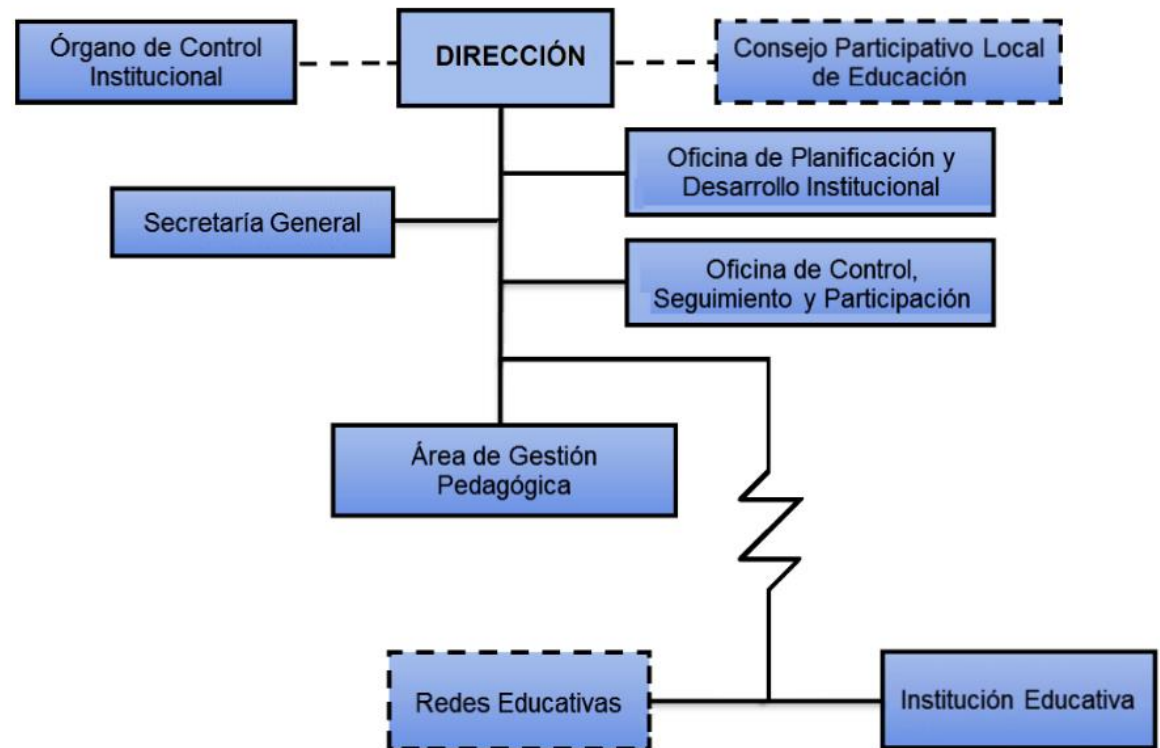 Órgano de Control
Institucional
DIRECCIÓN
Consejo Participativo Local
de Educación
Oficina de Planificación y
Desarrollo Institucional
Secretaría General
Oficina de Control,
Seguimiento y Participación
Área de Gestión
Pedagógica
Redes Educativas
Institución Educativa